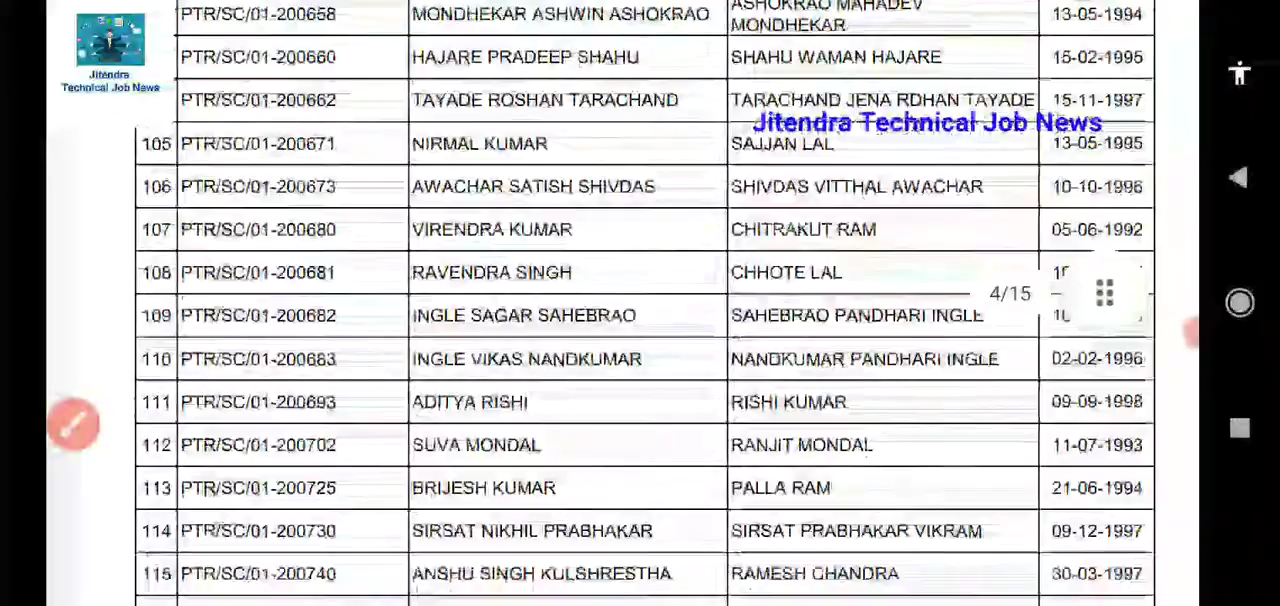 PTR/SC/01-200658 MONDHEKAR ASHWIN ASHOKRAO ASHOKRAO MAHADEV MONDHEKAR 13-05-1994
Jitendra
Technical Job News
PTR/SC/01-200660 HAJARE PRADEEP SHAHU SHAHU WAMAN HAJARE 15-02-1995
PTR/SC/01-200662 TAYADE ROSHAN TARACHAND TARACHAND JENA RDHAN TAYADE 15-11-1997
Jitendra Technical Job News
105 PTR/SC/01-200671 NIRMAL KUMAR SAJJAN LAL 13-05-1995
106 PTR/SC/01-200673 AWACHAR SATISH SHIVDAS SHIVDAS VITTHAL AWACHAR 10-10-1996
107 PTR/SC/01-200680 VIRENDRA KUMAR CHITRAKUT RAM 05-06-1992
108 PTR/SC/01-200681 RAVENDRA SINGH CHHOTE LAL
4/15
109 PTR/SC/01-200682 INGLE SAGAR SAHEBRAO SAHEBRAO PANDHARI INGLE
110 PTR/SC/01-200683 INGLE VIKAS NANDKUMAR NANDKUMAR PANDHARI INGLE 02-02-1996
111 PTR/SC/01-200693 ADITYA RISHI RISHI KUMAR 09-09-1998
112 PTR/SC/01-200702 SUVA MONDAL RANJIT MONDAL 11-07-1993
113 PTR/SC/01-200725 BRIJESH KUMAR PALLA RAM 21-06-1994
114 PTR/SC/01-200730 SIRSAT NIKHIL PRABHAKAR SIRSAT PRABHAKAR VIKRAM 09-12-1997
115 PTR/SC/01-200740 ANSHU SINGH KULSHRESTHA RAMESH CHANDRA 30-03-1997